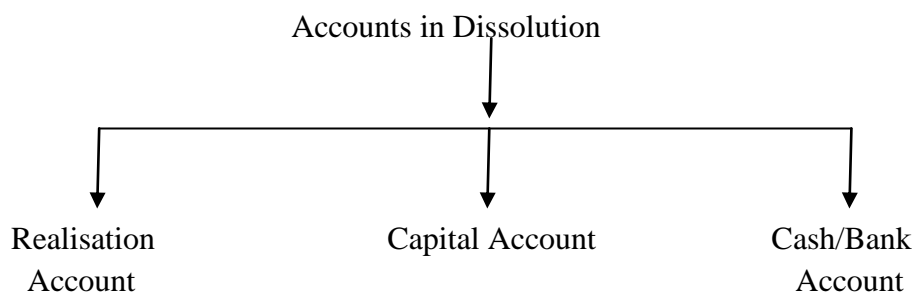 Accounts in Dissolution
Realisation
Account
Capital Account
Cash/Bank
Account